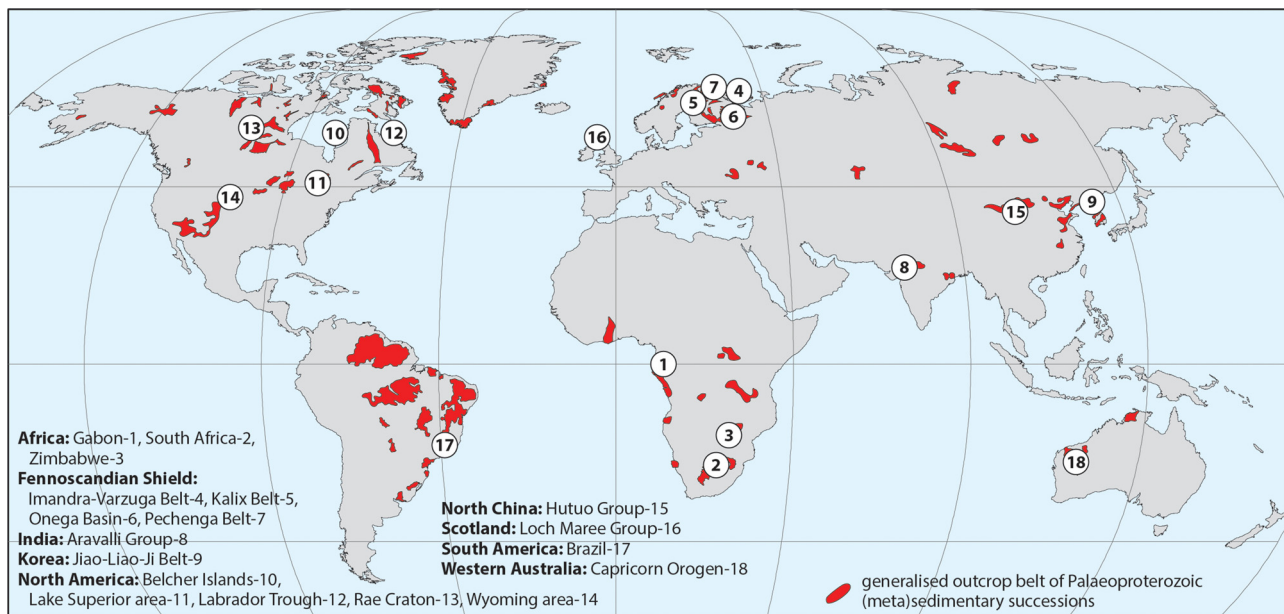 7
4
5
6
16
13
10
12
11
14
15
9
8
1
3
2
17
18
Africa: Gabon-1, South Africa-2,
Zimbabwe-3
Fennoscandian Shield:
Imandra-Varzuga Belt-4, Kalix Belt-5,
Onega Basin-6, Pechenga Belt-7
India: Aravalli Group-8
Korea: Jiao-Liao-Ji Belt-9
North America: Belcher Islands-10,
Lake Superior area-11, Labrador Trough-12, Rae Craton-13, Wyoming area-14
North China: Hutuo Group-15
Scotland: Loch Maree Group-16
South America: Brazil-17
Western Australia: Capricorn Orogen-18
generalised outcrop belt of Palaeoproterozoic
(meta)sedimentary successions